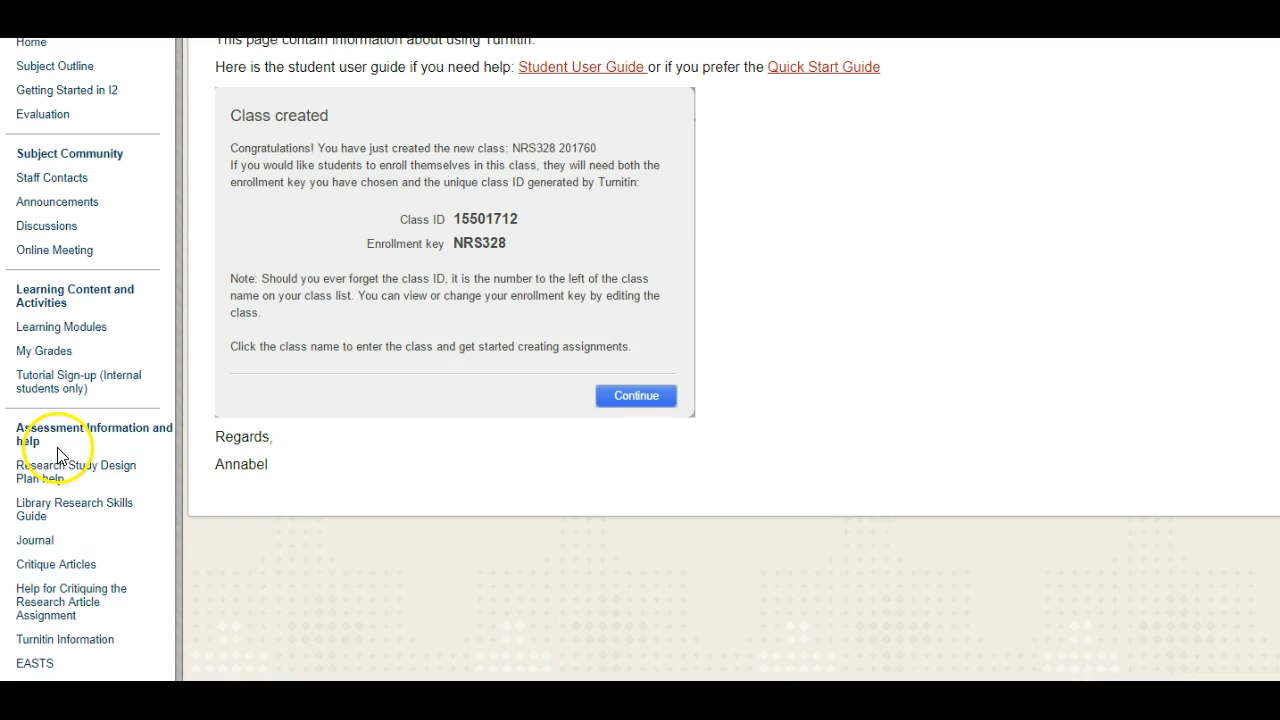 Home
Subject Outline
Getting Started in I2
Evaluation
Subject Community
Staff Contacts
Announcements
Discussions
Online Meeting
Learning Content and
Activities
Learning Modules
My Grades
Tutorial Sign-up (Internal
students only)
Assessment Information and
help
Research Study Design
Plan help
Library Research Skills
Guide
Journal
Critique Articles
Help for Critiquing the
Research Article
Assignment
Turnitin Information
EASTS
This page contain information about using Turnitin.
Here is the student user guide if you need help: Student User Guide or if you prefer the Quick Start Guide
Class created
Congratulations! You have just created the new class: NRS328 201760
If you would like students to enroll themselves in this class, they will need both the
enrollment key you have chosen and the unique class ID generated by Turnitin:
Class ID 15501712
Enrollment key NRS328
Note: Should you ever forget the class ID, it is the number to the left of the class
name on your class list. You can view or change your enrollment key by editing the
class.
Click the class name to enter the class and get started creating assignments.
Continue
Regards,
Annabel